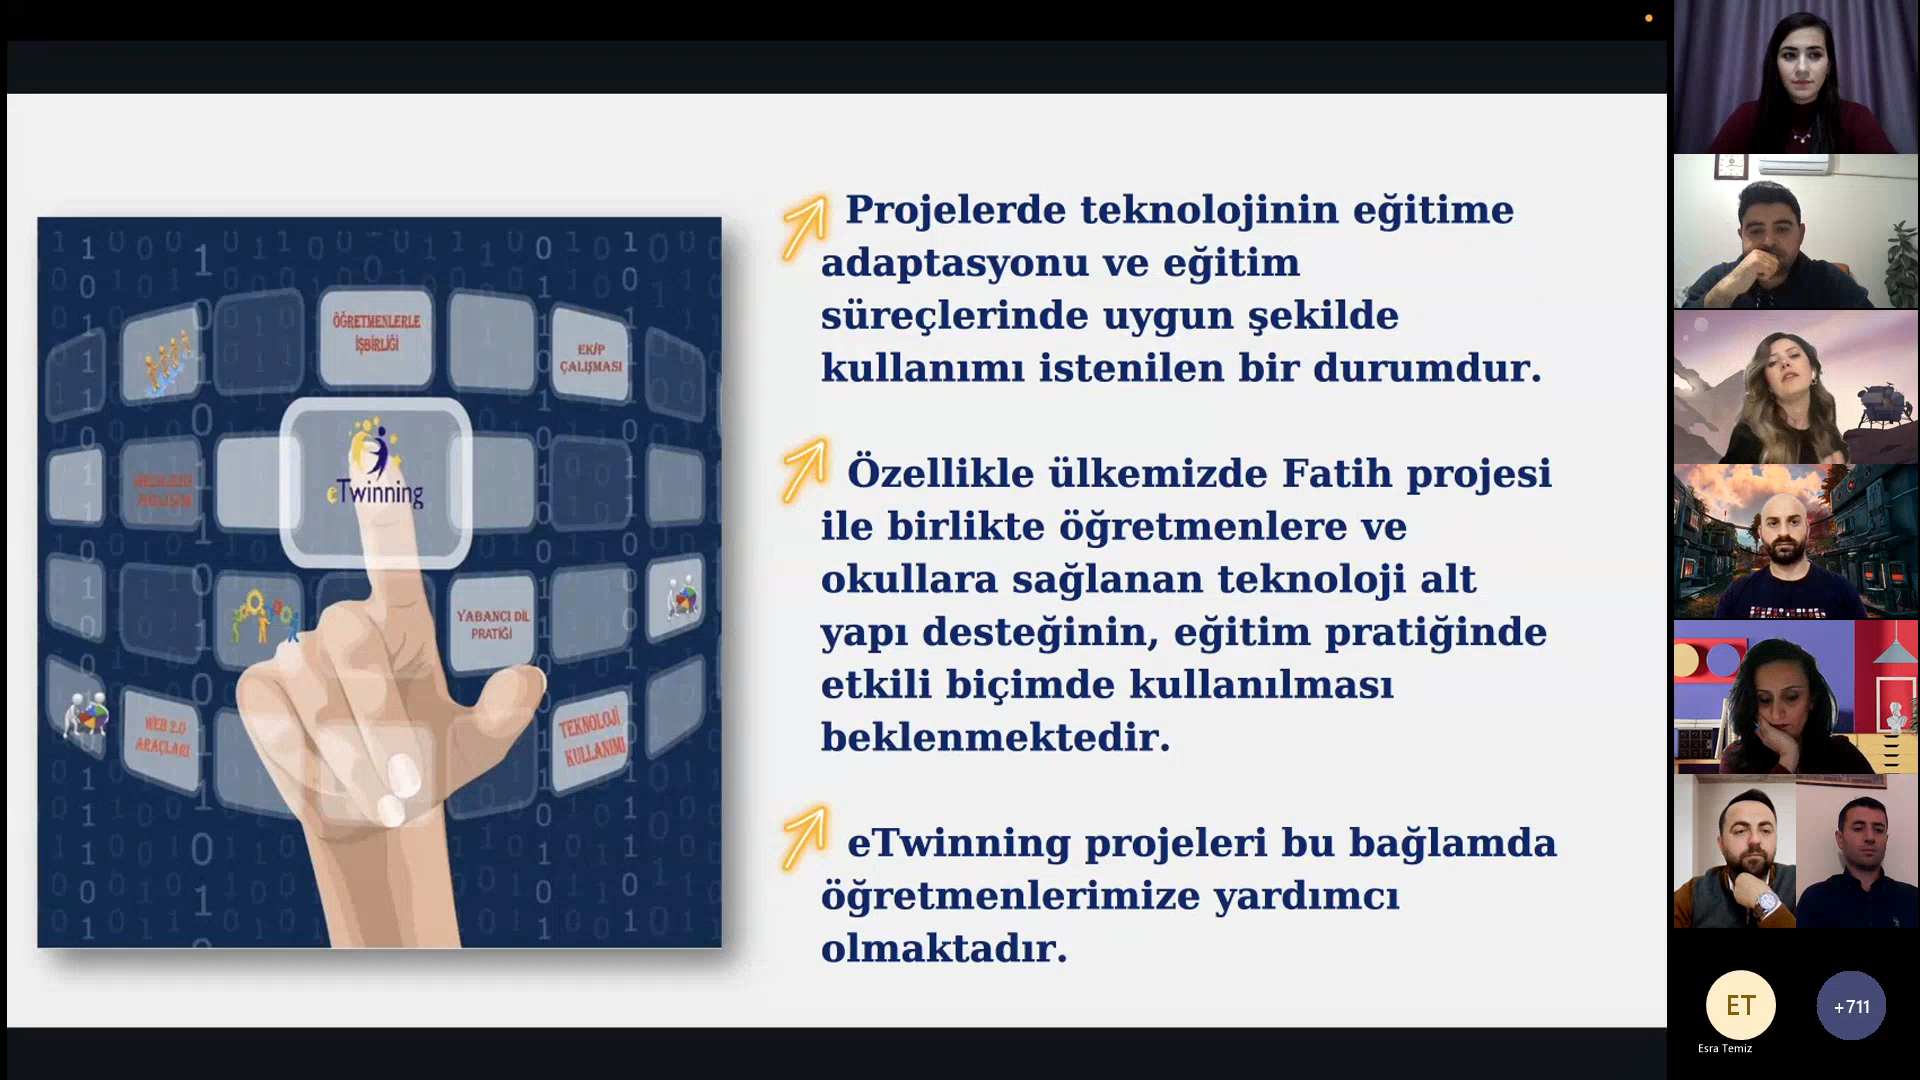 Projelerde teknolojinin eğitime
adaptasyonu ve eğitim
süreçlerinde uygun şekilde
kullanımı istenilen bir durumdur.
Özellikle ülkemizde Fatih projesi
ile birlikte öğretmenlere ve
okullara sağlanan teknoloji alt
yapı desteğinin, eğitim pratiğinde
etkili biçimde kullanılması
beklenmektedir.
eTwinning projeleri bu bağlamda
öğretmenlerimize yardımcı
olmaktadır.
ÖĞRETMENLERLE
İŞBİRLİĞİ
EKİP
ÇALIŞMASI
eTwinning
YABANCI DİL
PRATİĞİ
WEB 2.0
ARAÇLARI
TEKNOLOJİ
KULLANIMI
ET
+711
Esra Temiz